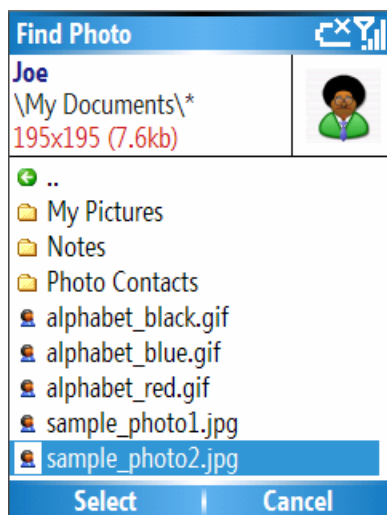 Find Photo
Joe
\My Documents\*
195x195 (7.6kb)
..
My Pictures
Notes
Photo Contacts
alphabet_black.gif
alphabet_blue.gif
alphabet_red.gif
sample_photo1.jpg
sample_photo2.jpg
Select Cancel